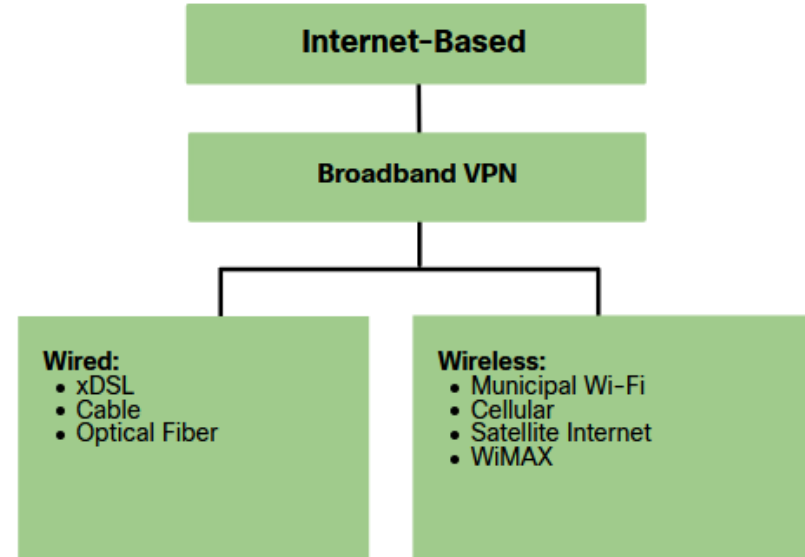 Internet-Based
Broadband VPN
Wired:
• xDSL
• Cable
• Optical Fiber
Wireless:
• Municipal Wi-Fi
• Cellular
• Satellite Internet
• WiMAX